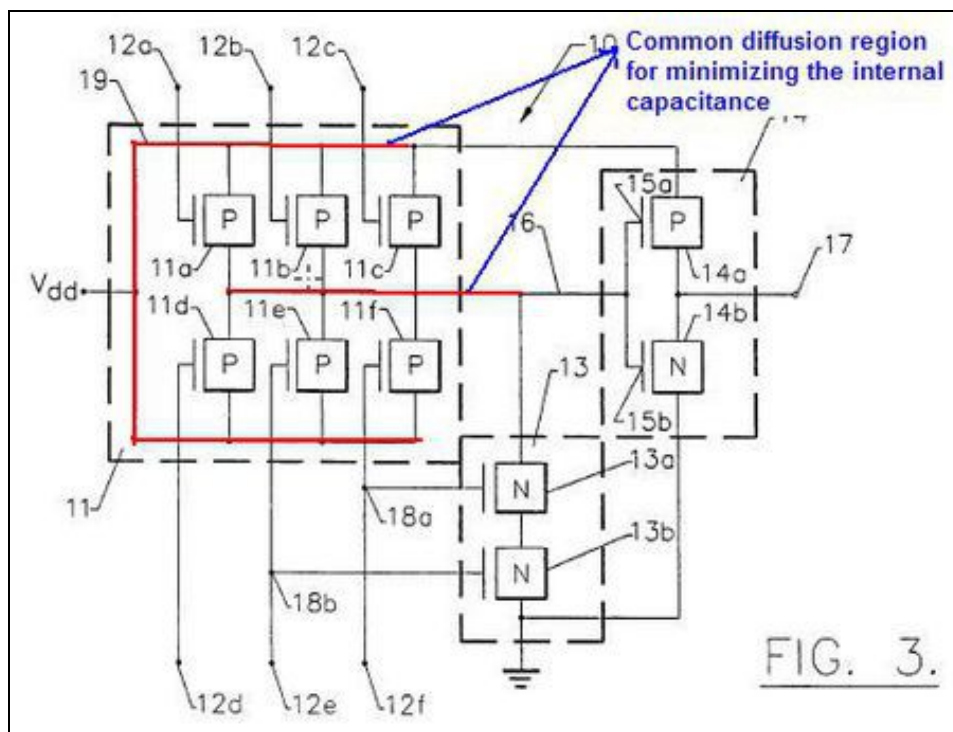 12a
12b
12c
10
Common diffusion region
for minimizing the internal
capacitance
19
14
15a
P
P
P
P
16
17
11a
11b
11c
14a
Vdd
11d
11e
11f
14b
P
P
P
N
13
15b
11
N
13a
18a
N
13b
18b
FIG. 3.
12d
12e
12f